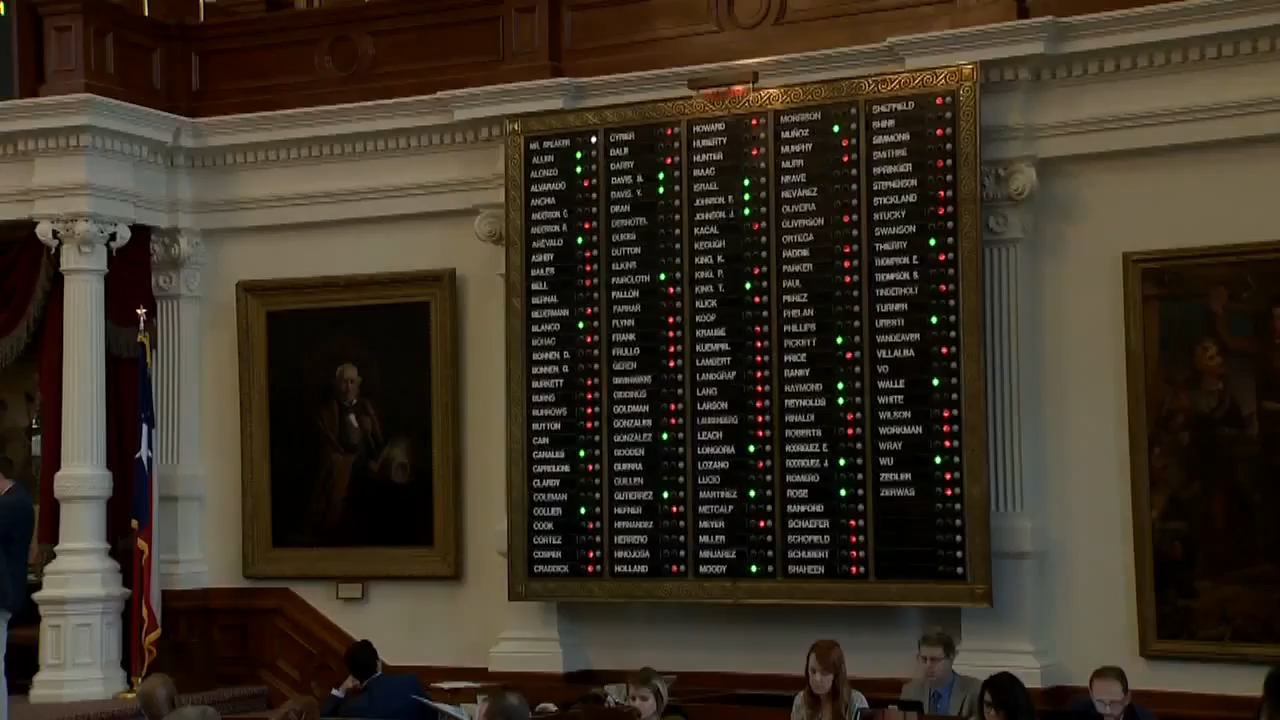 MR. SPEAKER
ALLEN
ALONZO
ALVARADO
ANCHIA
ANDERSON, C.
ANDERSON, R.
ARÉVALO
ASHBY
BAILES
BELL
BERNAL
BIEDERMANN
BLANCO
BOHAC
BONNEN, D.
BONNEN, G.
BURKETT
BURNS
BURROWS
BUTTON
CAIN
CANALES
CAPRIGLIONE
CLARDY
COLEMAN
COLLIER
COOK
CORTEZ
COSPER
CRADDICK
CYRIER
DALE
DARBY
DAVIS, S.
DAVIS, Y.
DEAN
DESHOTEL
DUKES
DUTTON
ELKINS
FAIRCLOTH
FALLON
FARRAR
FLYNN
FRANK
FRULLO
GEREN
GIDDINGS
GOLDMAN
GONZALES
GONZÁLEZ
GOODEN
GUERRA
GUILLEN
GUTIERREZ
HEFNER
HERNANDEZ
HERRERO
HINOJOSA
HOLLAND
HOWARD
HUBERTY
HUNTER
ISAAC
ISRAEL
JOHNSON, E.
JOHNSON, J.
KACAL
KEOUGH
KING, K.
KING, P.
KING, T.
KLICK
KOOP
KRAUSE
KUEMPEL
LAMBERT
LANDGRAF
LANG
LARSON
LAUBENBERG
LEACH
LONGORIA
LOZANO
LUCIO
MARTINEZ
METCALF
MEYER
MILLER
MINJAREZ
MOODY
MORRISON
MUÑOZ
MURPHY
MURR
NEAVE
NEVÁREZ
OLIVEIRA
OLIVERSON
ORTEGA
PADDIE
PARKER
PAUL
PEREZ
PHELAN
PHILLIPS
PICKETT
PRICE
RANEY
RAYMOND
REYNOLDS
RINALDI
ROBERTS
RODRIGUEZ, E.
RODRIGUEZ, J.
ROMERO
ROSE
SANFORD
SCHAEFER
SCHOFIELD
SCHUBERT
SHAHEEN
SHEFFIELD
SHINE
SIMMONS
SMITHEE
SPRINGER
STEPHENSON
STICKLAND
STUCKY
SWANSON
THIERRY
THOMPSON, E.
THOMPSON, S.
TINDERHOLT
TURNER
URESTI
VANDEAVER
VILLALBA
VO
WALLE
WHITE
WILSON
WORKMAN
WRAY
WU
ZEDLER
ZERWAS